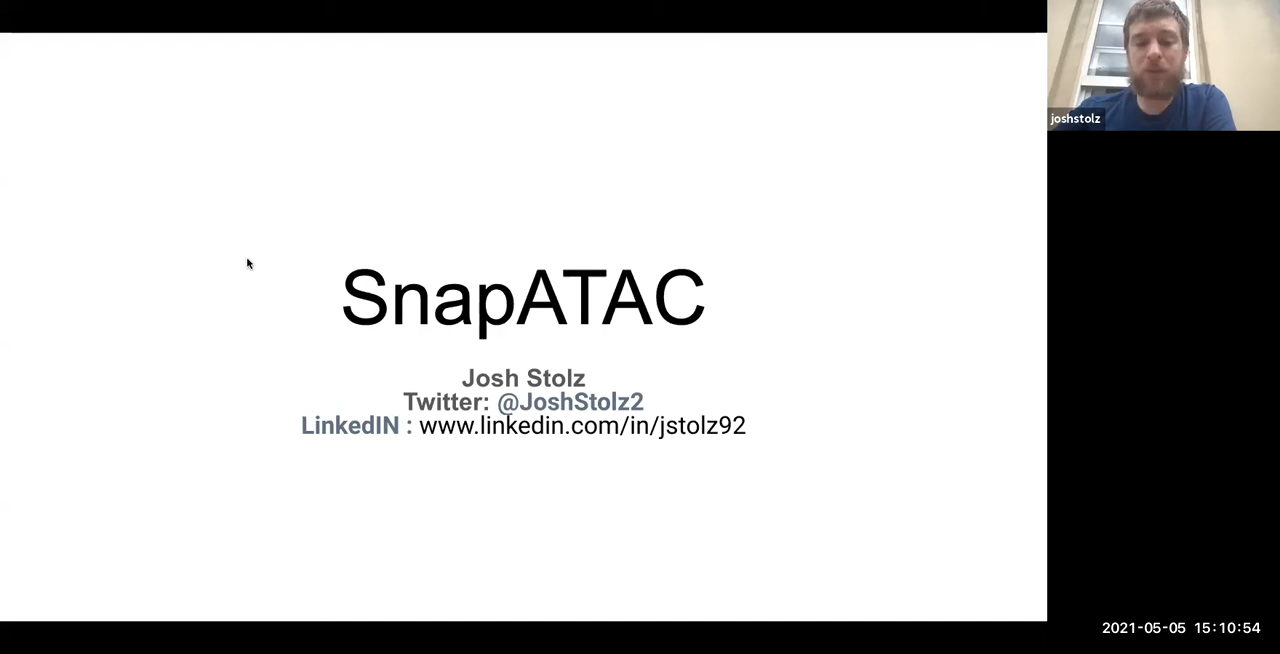 joshstolz
SnapATAC
Josh Stolz
Twitter: @JoshStolz2
LinkedIN : www.linkedin.com/in/jstolz92
2021-05-05 15:10:54